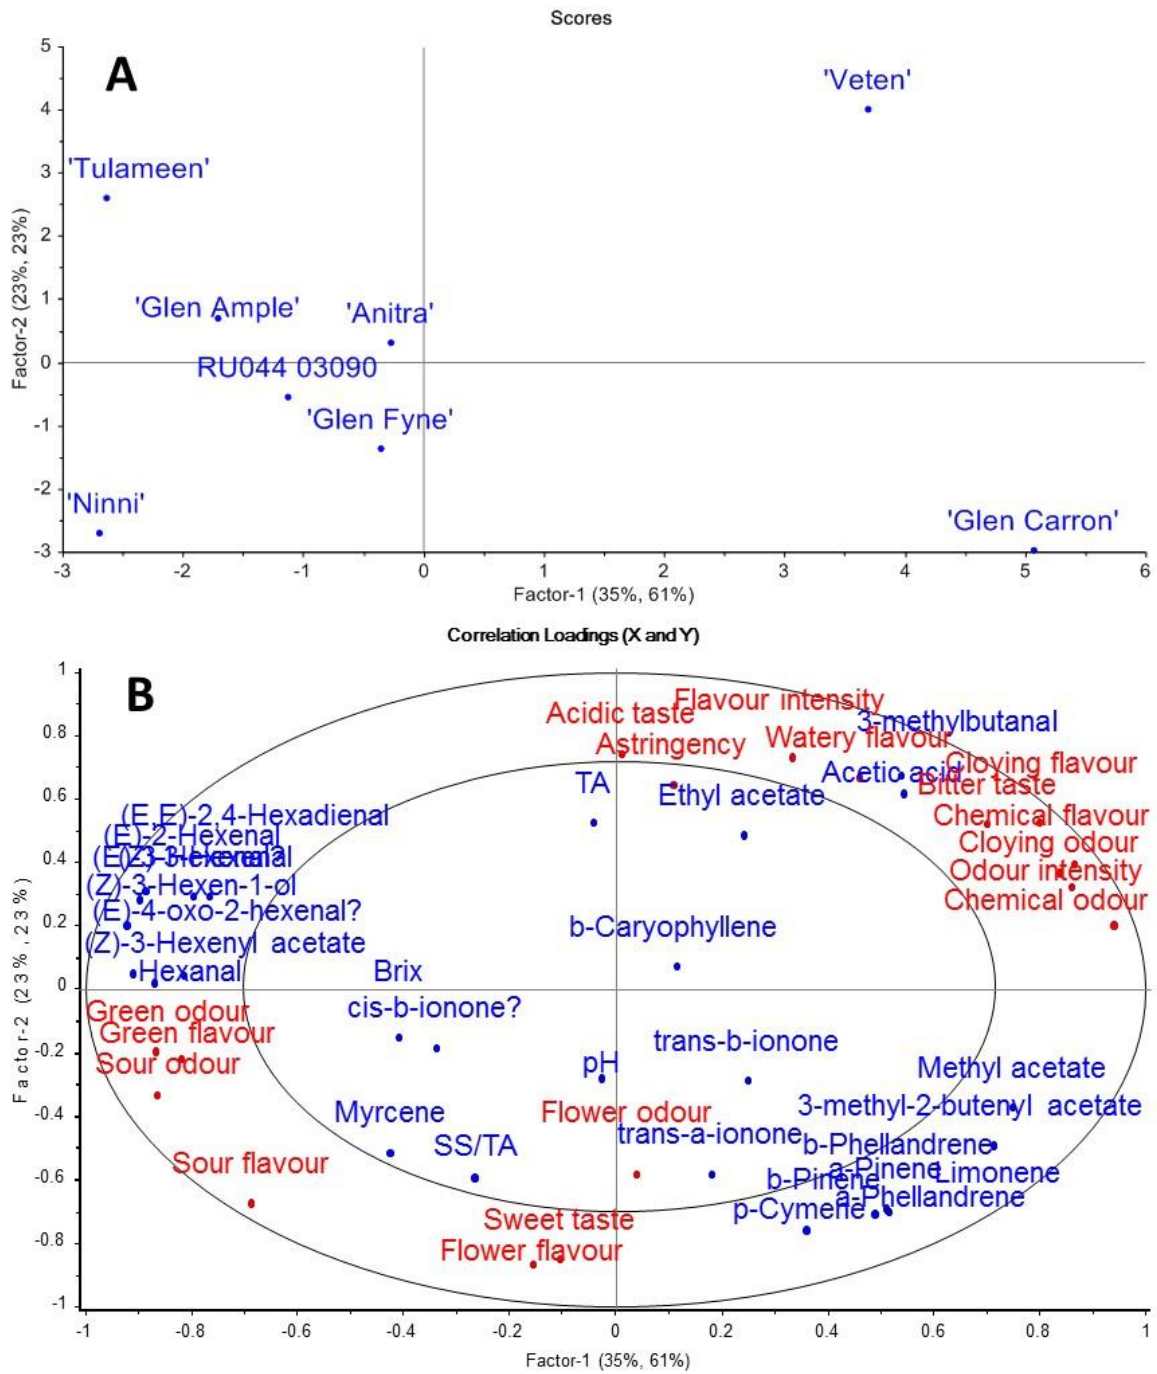 Scores
A
5
4
3
2
1
0
-1
-2
-3
Factor-2 (23%, 23%)
'Veten'
'Tulameen'
'Glen Ample'
'Anitra'
RU044 03090
'Glen Fyne'
'Ninni'
'Glen Carron'
-3 -2 -1 0 1 2 3 4 5 6
Factor-1 (35%, 61%)
Correlation Loadings (X and Y)
B
1
0.8
0.6
0.4
0.2
0
-0.2
-0.4
-0.6
-0.8
-1
Factor-2 (23%, 23%)
Flavour intensity
Acidic taste
3-methylbutanal
Astringency
Watery flavour
Cloying flavour
Acetic acid
TA
Bitter taste
Ethyl acetate
(E,E)-2,4-Hexadienal
Chemical flavour
(E)-2-Hexenal
Cloying odour
(Z)-3-Hexenal
Odour intensity
(Z)-3-Hexen-1-ol
Chemical odour
(E)-4-oxo-2-hexenal?
b-Caryophyllene
(Z)-3-Hexenyl acetate
Hexanal
Brix
Green odour
cis-b-ionone?
Green flavour
trans-b-ionone
Sour odour
pH
Methyl acetate
3-methyl-2-butenyl acetate
Myrcene
Flower odour
trans-a-ionone
SS/TA
b-Phellandrene
Sour flavour
a-Pinene
Limonene
b-Pinene
a-Phellandrene
p-Cymene
Sweet taste
Flower flavour
-1 -0.8 -0.6 -0.4 -0.2 0 0.2 0.4 0.6 0.8 1
Factor-1 (35%, 61%)